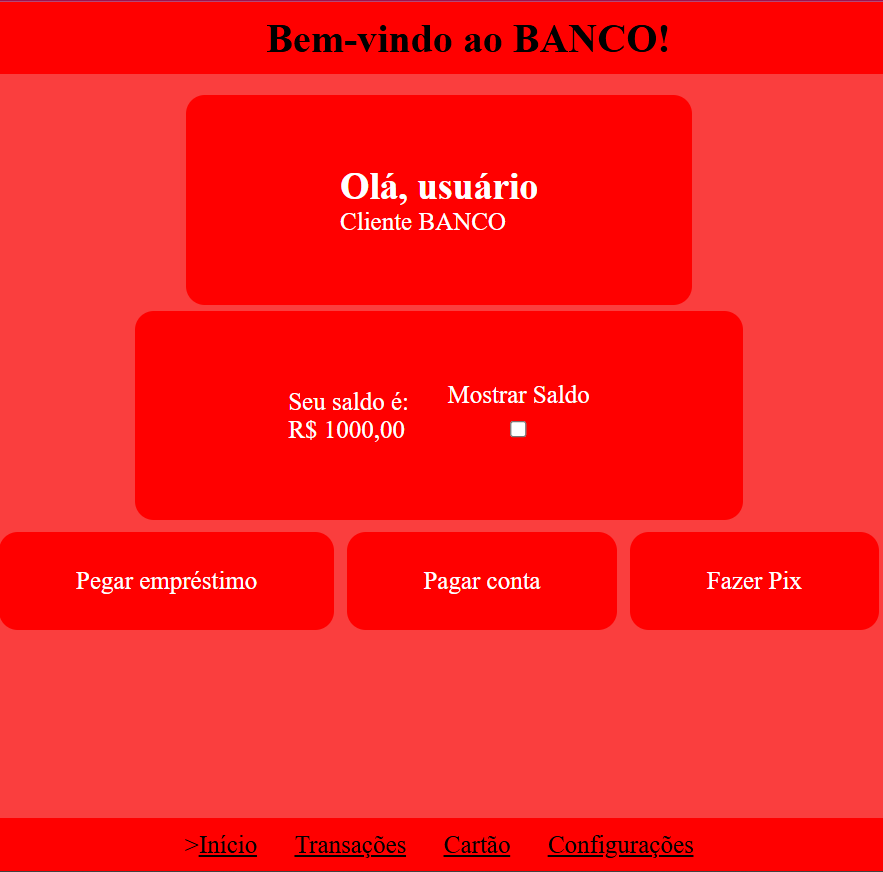 Bem-vindo ao BANCO!
Olá, usuário
Cliente BANCO
Seu saldo é:
R$ 1000,00
Mostrar Saldo
Pegar empréstimo
Pagar conta
Fazer Pix
>Início Transações Cartão Configurações